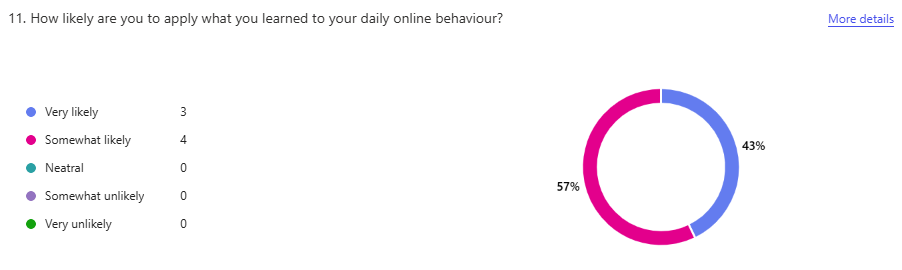 11. How likely are you to apply what you learned to your daily online behaviour?
More details
Very likely 3
Somewhat likely 4
Neatral 0
Somewhat unlikely 0
Very unlikely 0
43%
57%